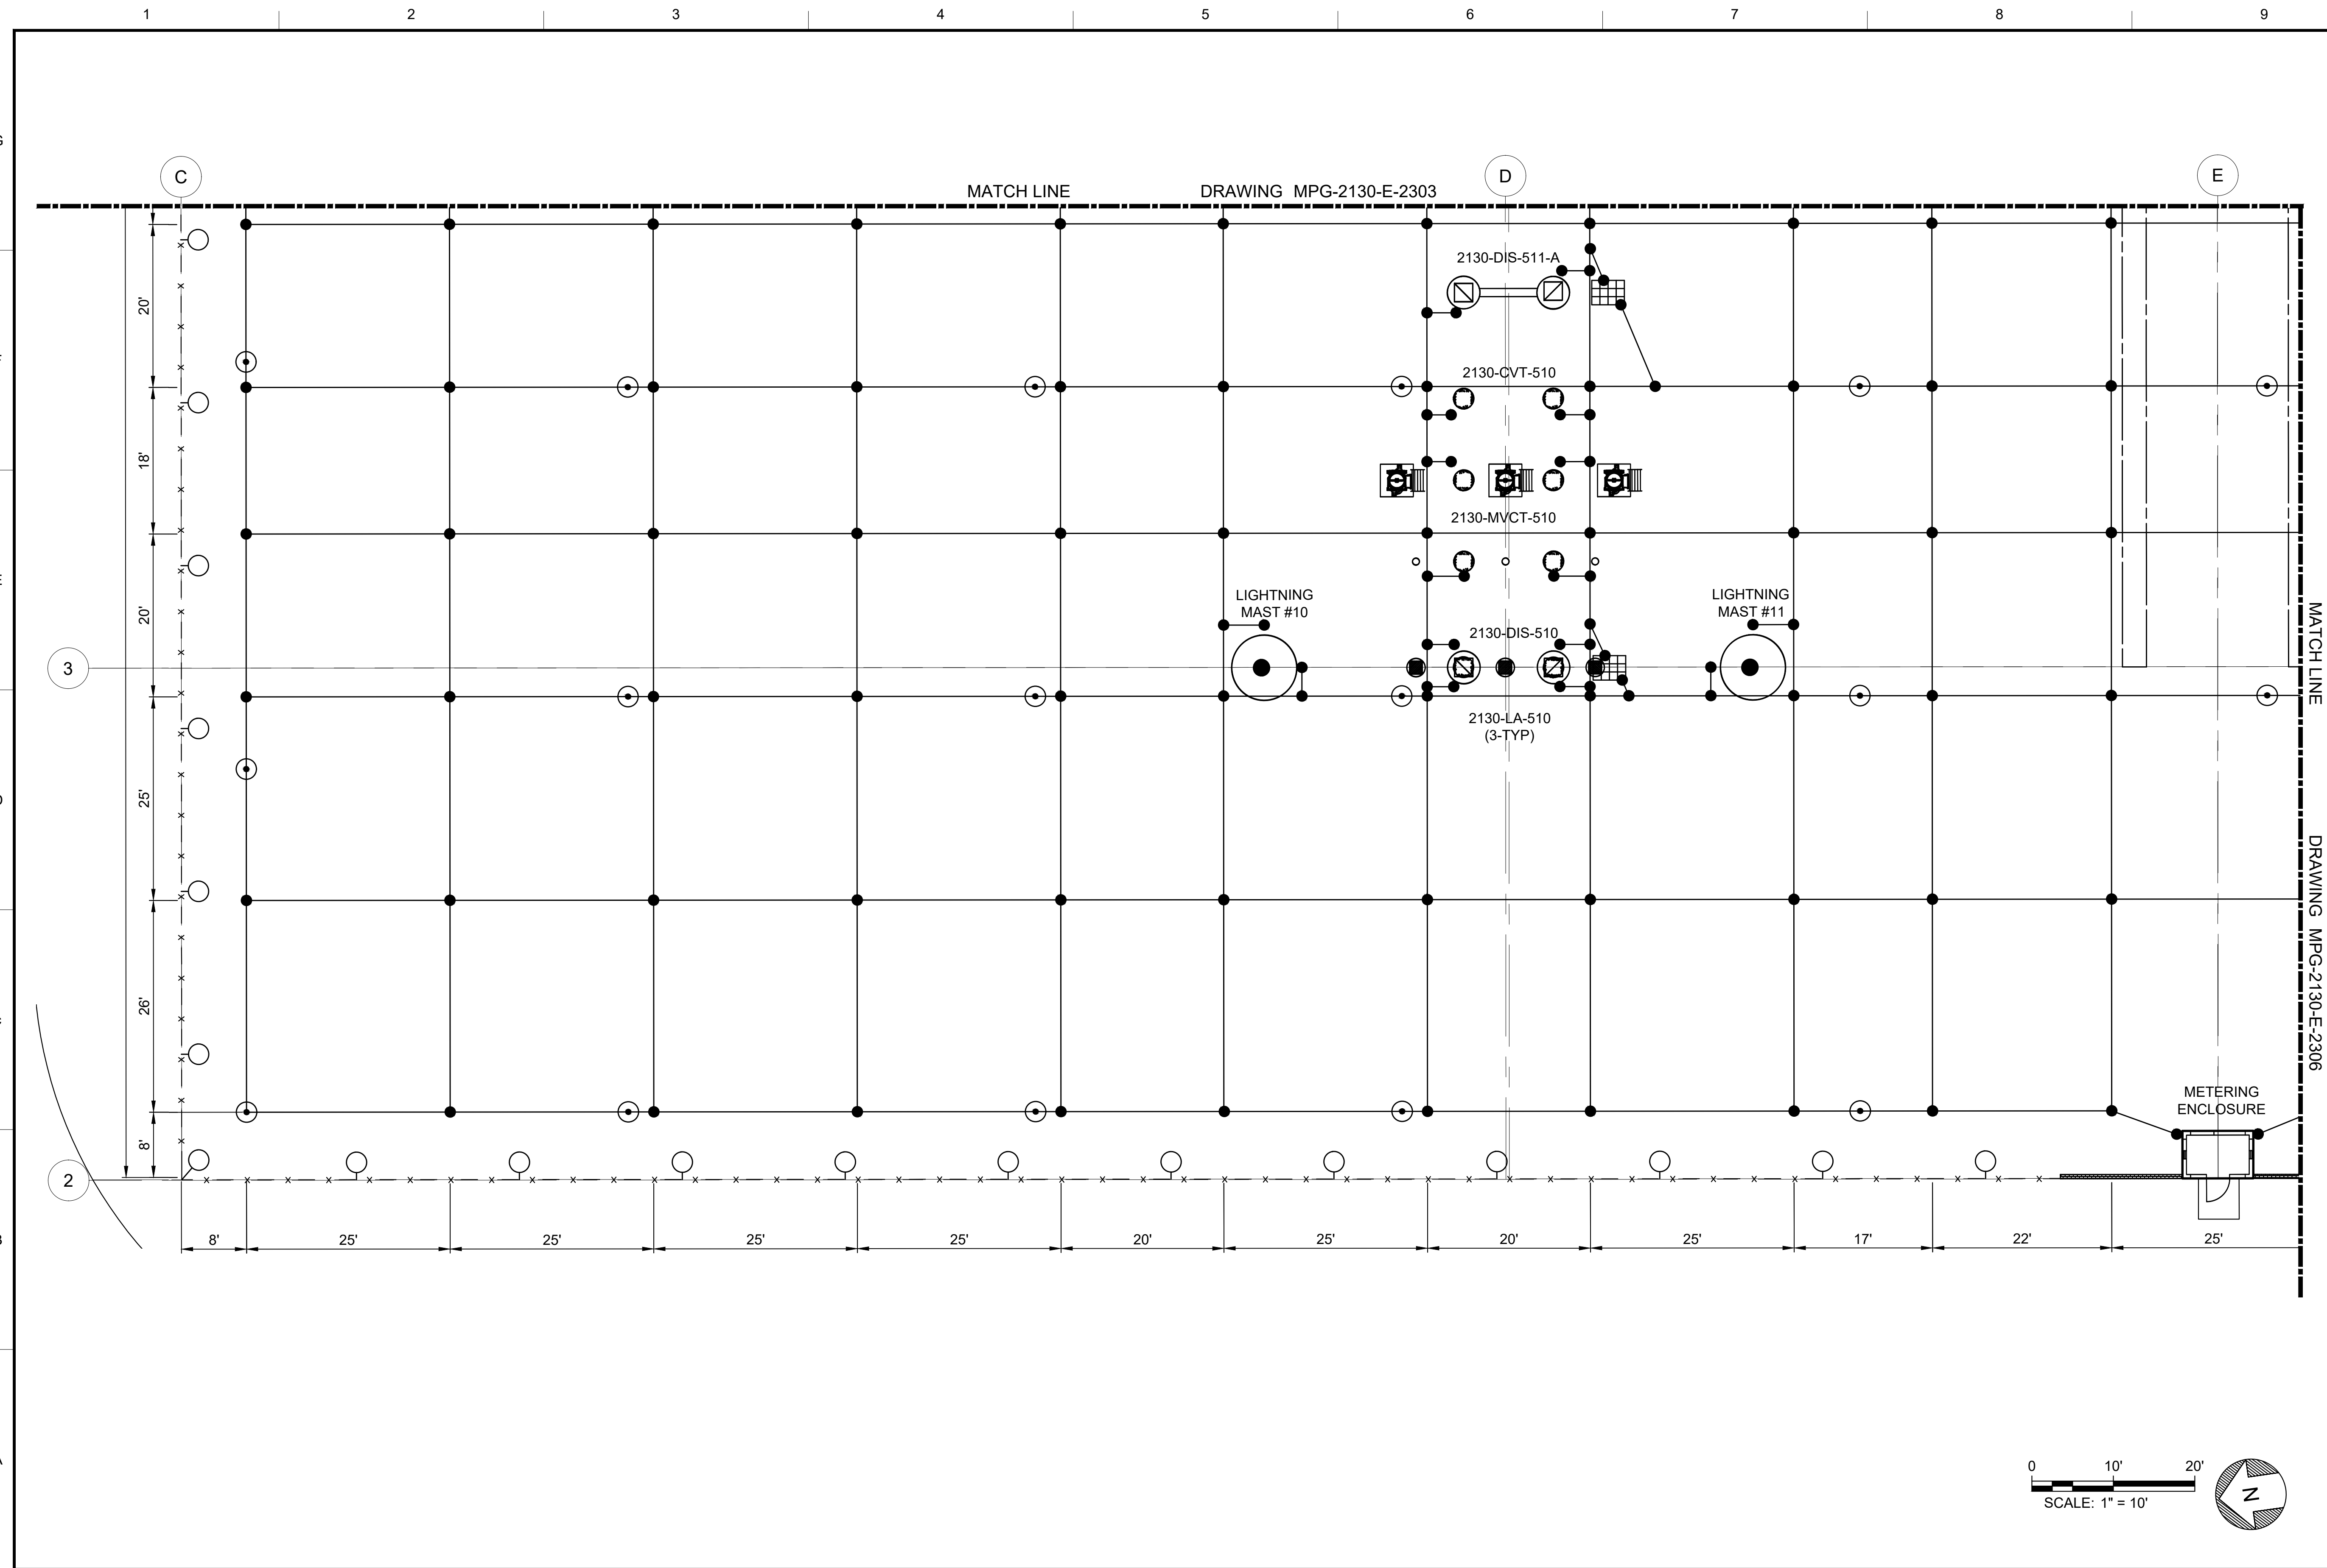 1 2 3 4 5 6 7 8 9
G
C D E
MATCH LINE DRAWING MPG-2130-E-2303
2130-DIS-511-A
20'
2130-CVT-510
18'
2130-MVCT-510
E
20'
LIGHTNING
MAST #10
LIGHTNING
MAST #11
2130-DIS-510
3
2130-LA-510
(3-TYP)
MATCH LINE DRAWING MPG-2130-E-2306
25'
26'
METERING
ENCLOSURE
8'
2
8' 25' 25' 25' 25' 20' 25' 20' 25' 17' 22' 25'
B
A
0 10' 20'
SCALE: 1" = 10'
N